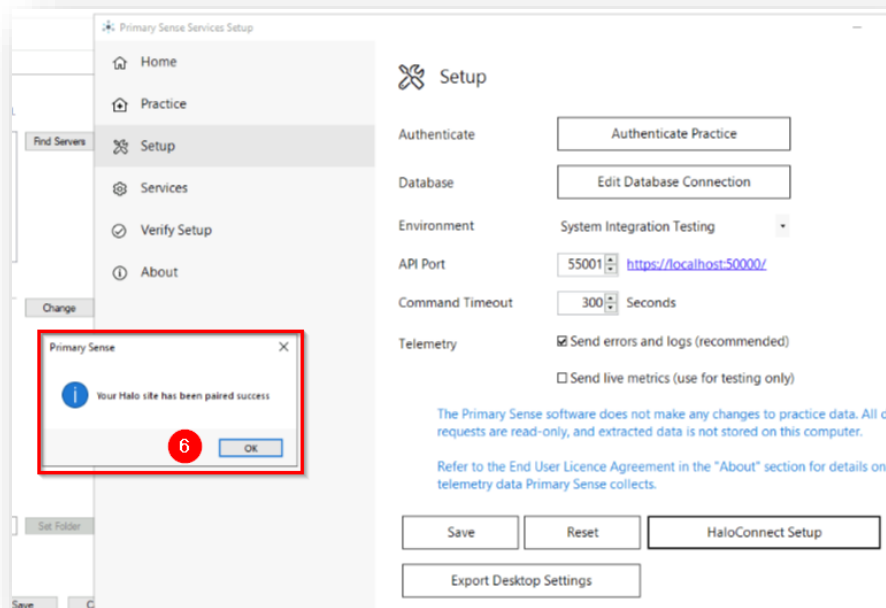 Primary Sense Services Setup
Home
Practice
Setup
Services
Verify Setup
About
Find Servers
Change
Set Folder
Save
Primary Sense
Your Halo site has been paired success
6
OK
Setup
Authenticate
Authenticate Practice
Database
Edit Database Connection
Environment
System Integration Testing
API Port
55001
https://localhost:50000/
Command Timeout
300
Seconds
Telemetry
Send errors and logs (recommended)
Send live metrics (use for testing only)
The Primary Sense software does not make any changes to practice data. All
requests are read-only, and extracted data is not stored on this computer.
Refer to the End User Licence Agreement in the "About" section for details on
telemetry data Primary Sense collects.
Save
Reset
HaloConnect Setup
Export Desktop Settings